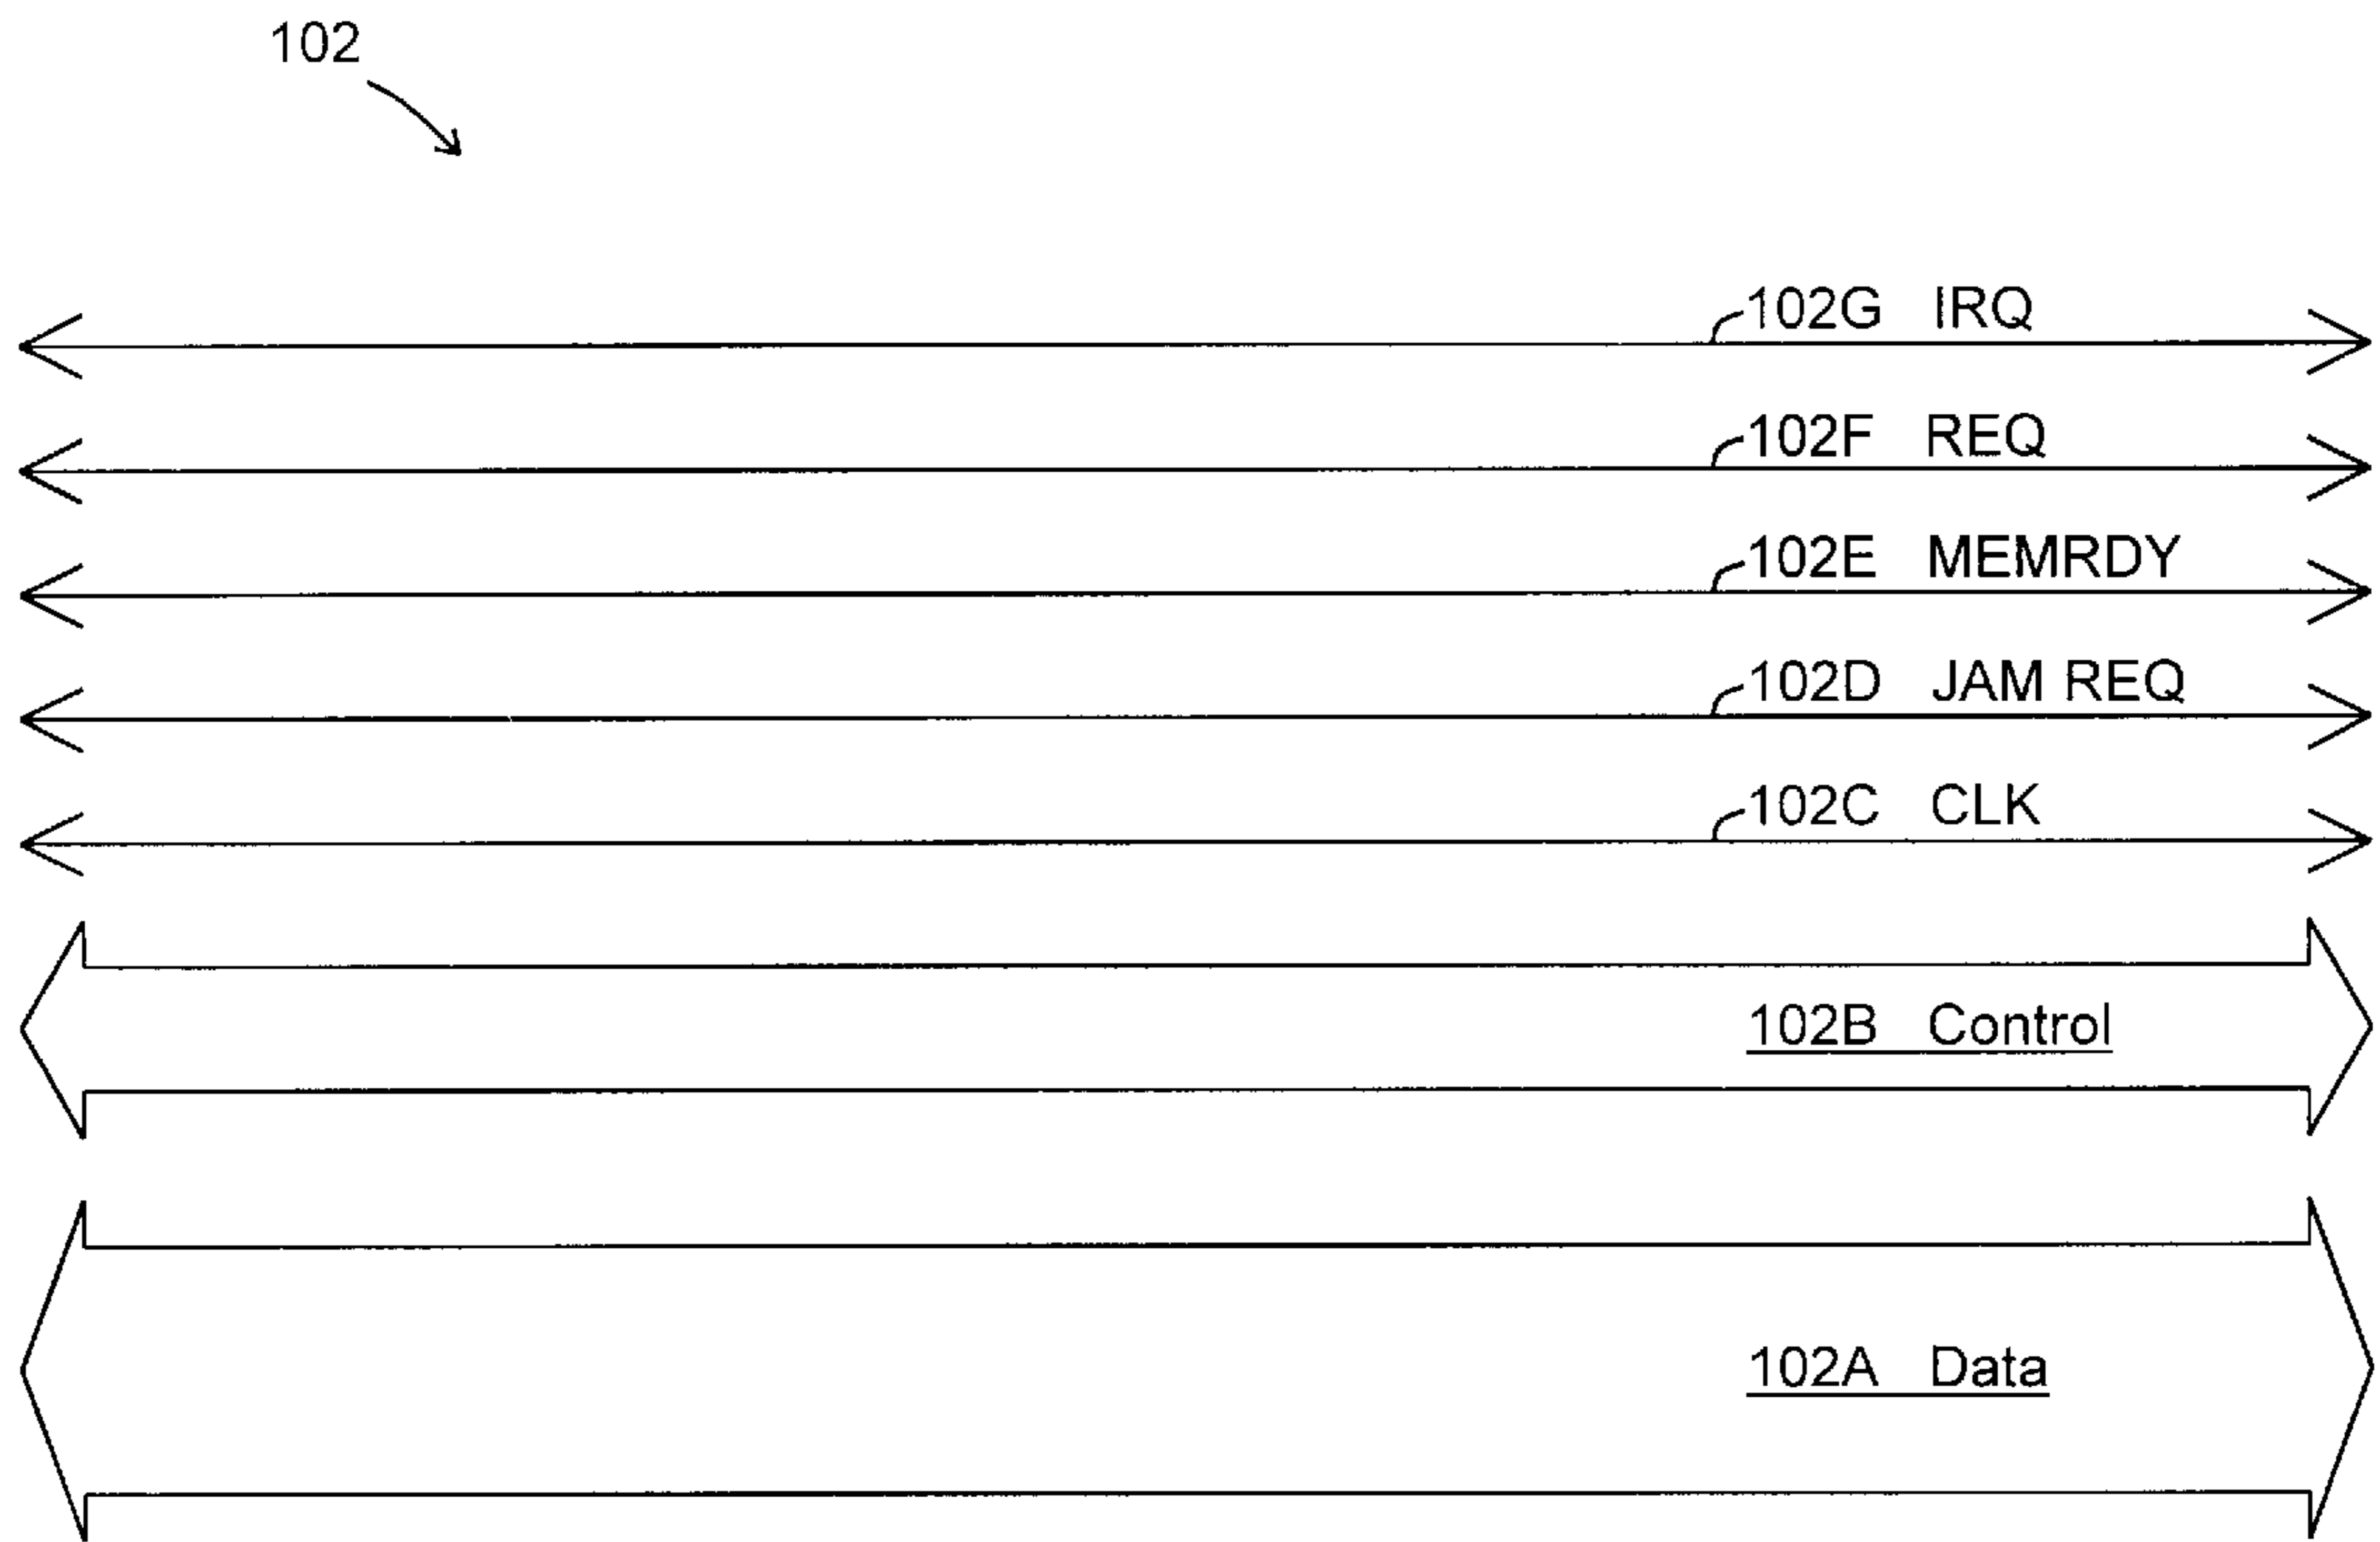 102
102G IRQ
102F REQ
102E MEMRDY
102D JAM REQ
102C CLK
102B Control
102A Data